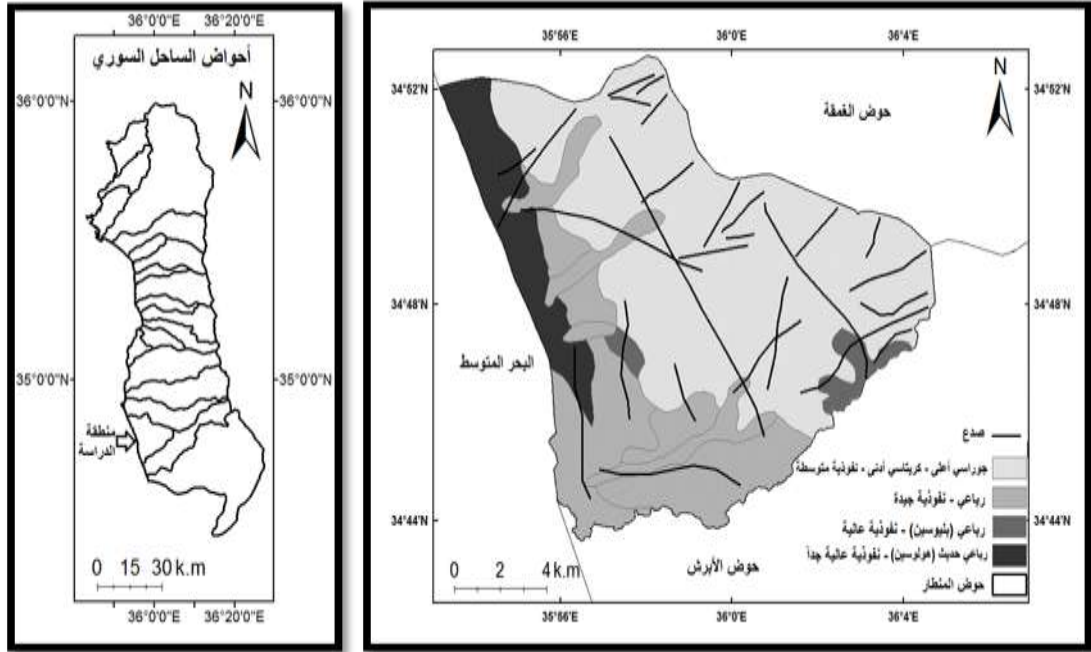 36°0'0"E 36°20'0"E
أحواض الساحل السوري
N
36°0'0"N 36°0'0"N
35°0'0"N 35°0'0"N
منطقة
الدراسة
0 15 30 k.m
36°0'0"E 36°20'0"E
35°56'E 36°0'E 36°4'E
34°52'N 34°52'N
N
حوض الغمقة
34°48'N 34°48'N
البحر المتوسط
صدع
جوراسي أعلى - كريتاسي أدنى - نفوذية متوسطة
رباعي - نفوذية جيدة
34°44'N 34°44'N
رباعي (بليوسين) - نفوذية عالية
رباعي حديث (هولوسين) - نفوذية عالية جداً
حوض الأبرش
حوض المنطار
0 2 4 k.m
36°0'E 36°4'E